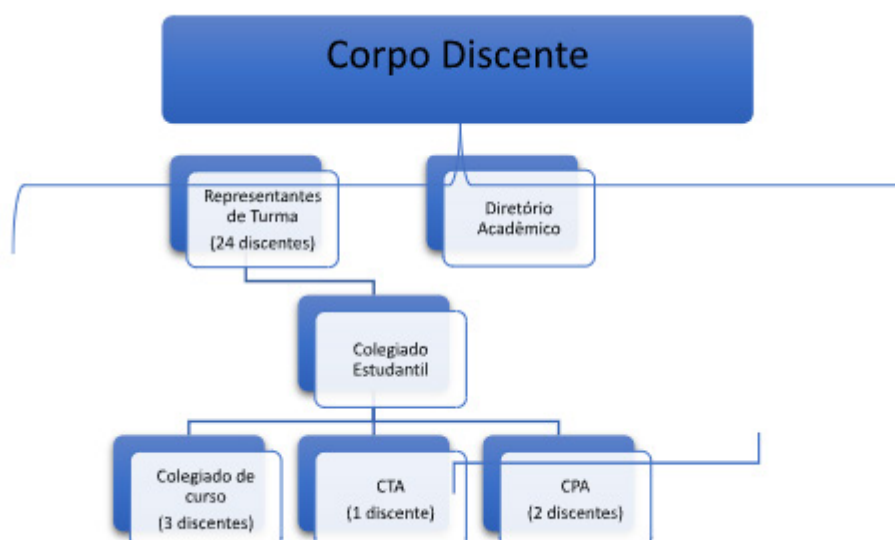 Corpo Discente
Representantes
de Turma
(24 discentes)
Diretório
Acadêmico
Colegiado
Estudantil
Colegiado de
curso
(3 discentes)
CTA
(1 discente)
CPA
(2 discentes)